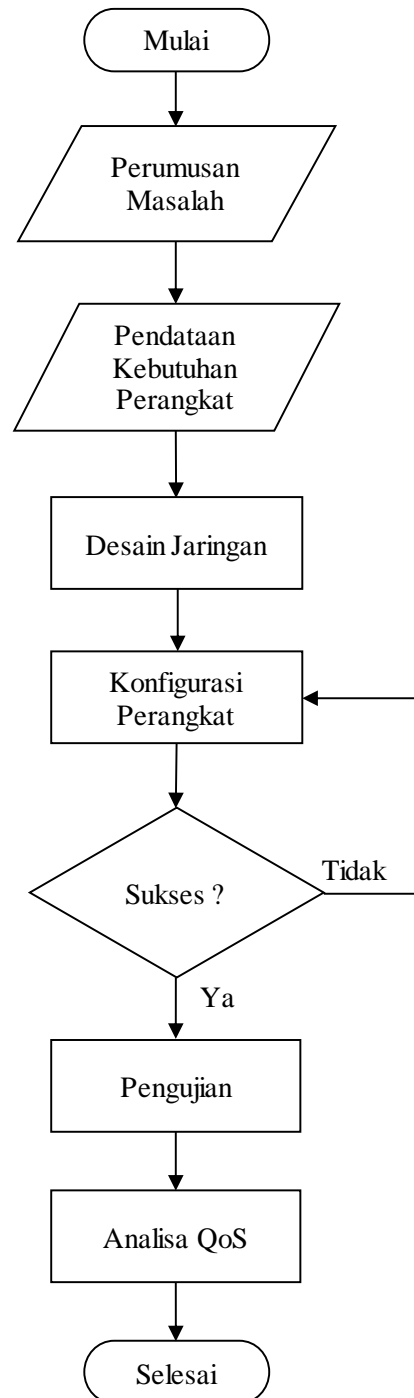 Mulai
Perumusan
Masalah
Pendataan
Kebutuhan
Perangkat
Desain Jaringan
Konfigurasi
Perangkat
Sukses ?
Tidak
Ya
Pengujian
Analisa QoS
Selesai